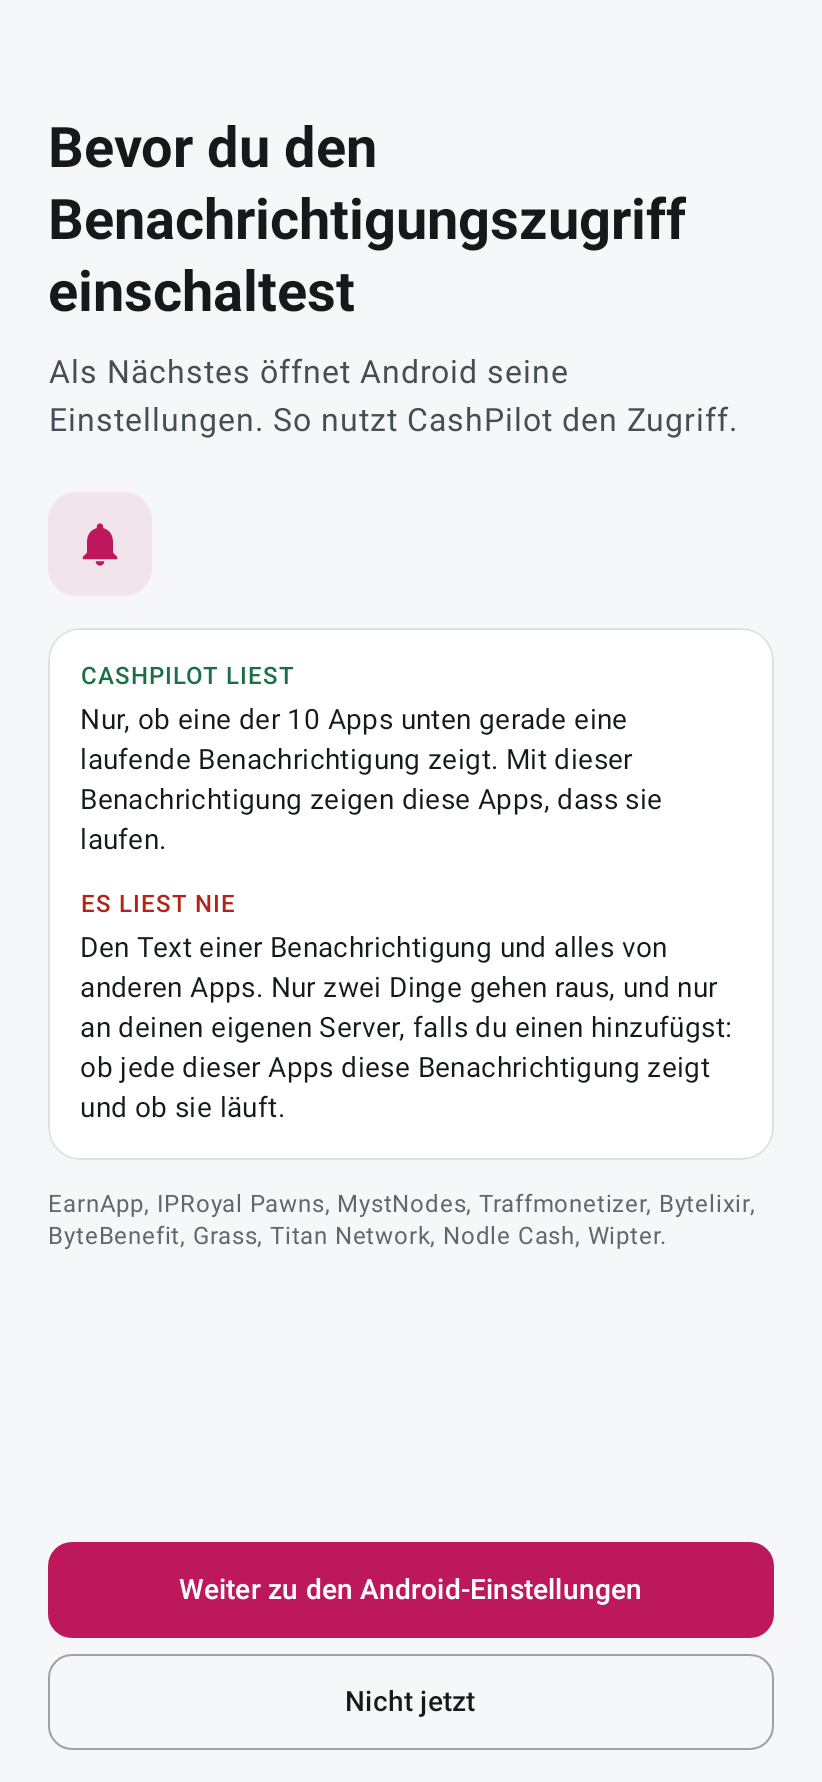 Bevor du den
Benachrichtigungszugriff
einschaltest
Als Nächstes öffnet Android seine
Einstellungen. So nutzt CashPilot den Zugriff.
CASHPILOT LIEST
Nur, ob eine der 10 Apps unten gerade eine
laufende Benachrichtigung zeigt. Mit dieser
Benachrichtigung zeigen diese Apps, dass sie
laufen.
ES LIEST NIE
Den Text einer Benachrichtigung und alles von
anderen Apps. Nur zwei Dinge gehen raus, und nur
an deinen eigenen Server, falls du einen hinzufügst:
ob jede dieser Apps diese Benachrichtigung zeigt
und ob sie läuft.
EarnApp, IPRoyal Pawns, MystNodes, Traffmonetizer, Bytelixir,
ByteBenefit, Grass, Titan Network, Nodle Cash, Wipter.
Weiter zu den Android-Einstellungen
Nicht jetzt